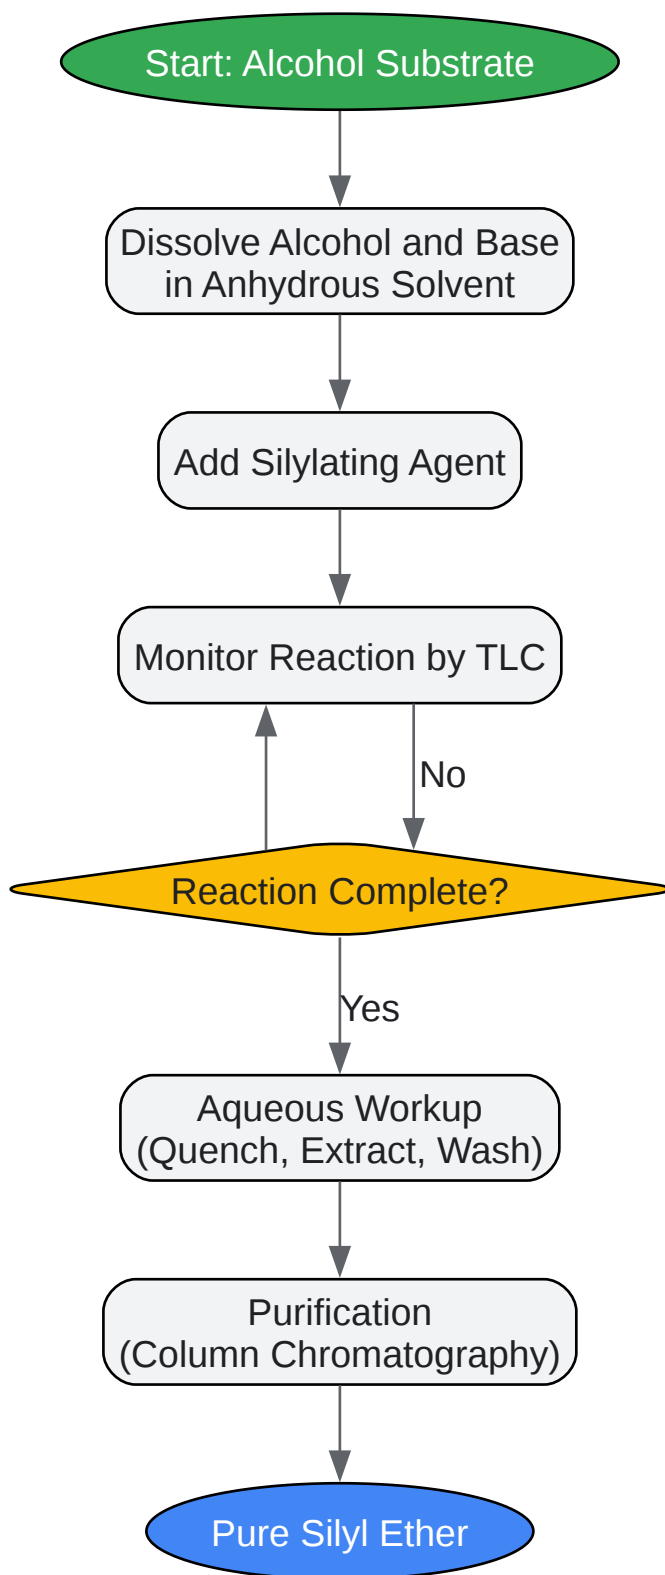 Start: Alcohol Substrate
Dissolve Alcohol and Base
in Anhydrous Solvent
Add Silylating Agent
Monitor Reaction by TLC
No
Reaction Complete?
Yes
Aqueous Workup
(Quench, Extract, Wash)
Purification
(Column Chromatography)
Pure Silyl Ether